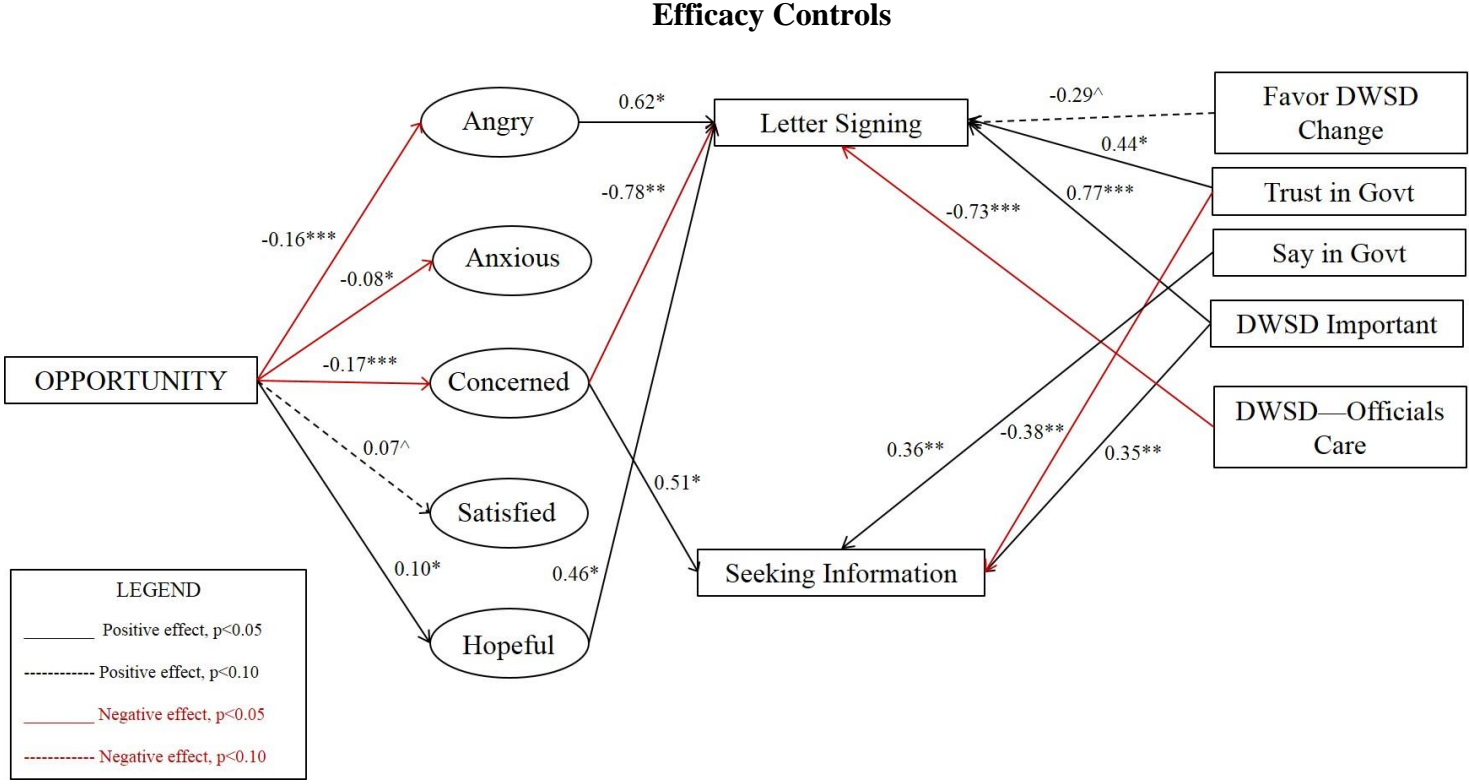 Efficacy Controls
Angry
0.62*
Letter Signing
-0.29^
Favor DWSD
Change
0.44*
Trust in Govt
-0.78**
0.77***
-0.73***
-0.16***
Anxious
-0.08*
Say in Govt
DWSD Important
OPPORTUNITY
-0.17***
Concerned
DWSD—Officials
Care
0.07^
0.36**
-0.38**
0.35**
0.51*
Satisfied
0.10*
0.46*
Seeking Information
Hopeful
LEGEND
Positive effect, p<0.05
Positive effect, p<0.10
Negative effect, p<0.05
Negative effect, p<0.10